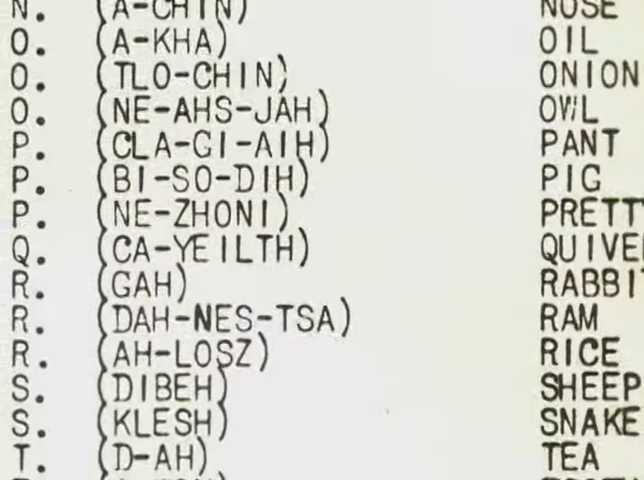 N. (A-CHIN) NOSE
O. (A-KHA) OIL
O. (TLO-CHIN) ONION
O. (NE-AHS-JAH) OWL
P. (CLA-GI-AIH) PANT
P. (BI-SO-DIH) PIG
P. (NE-ZHONI) PRETTY
Q. (CA-YEILTH) QUIVE
R. (GAH) RABBIT
R. (DAH-NES-TSA) RAM
R. (AH-LOSZ) RICE
S. (DIBEH) SHEEP
S. (KLESH) SNAKE
T. (D-AH) TEA